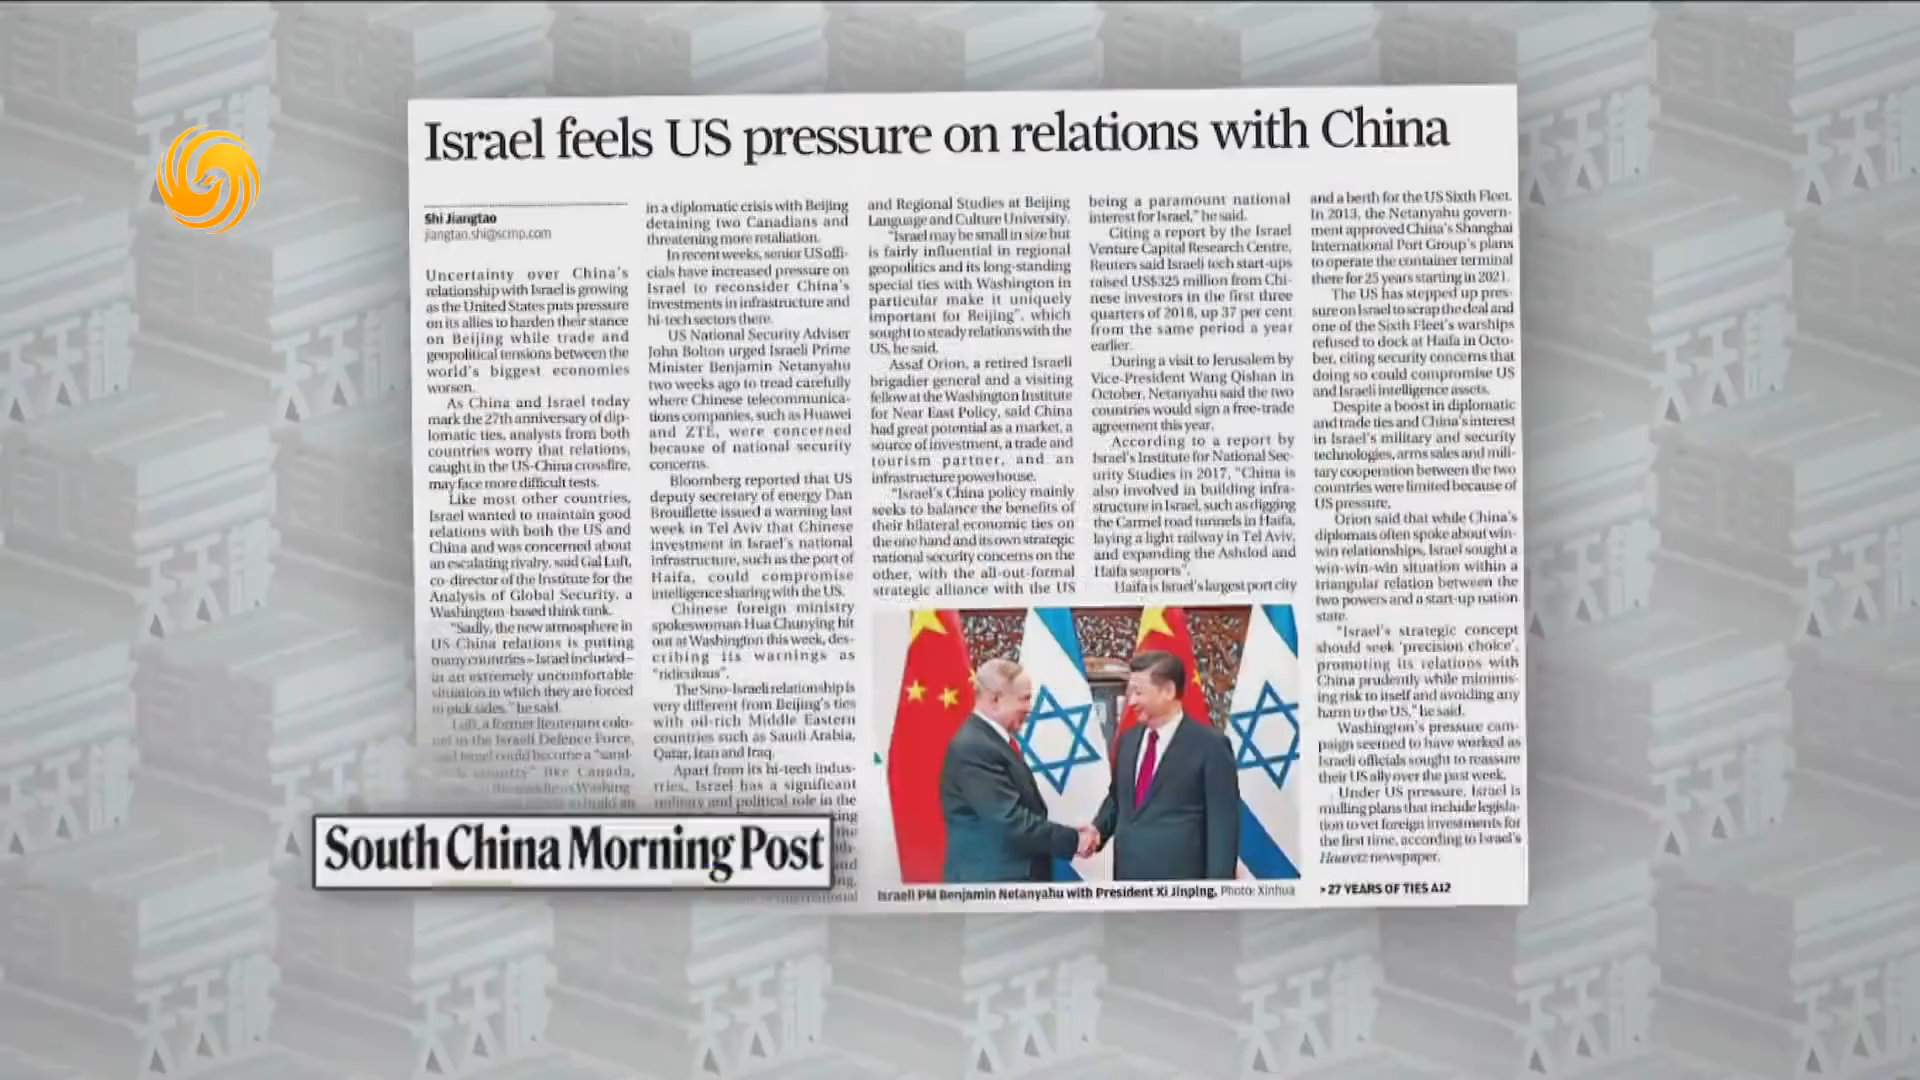 Israel feels US pressure on relations with China
Shi Jiangtao
jiangtao.shi@scmp.com
Uncertainty over China's
relationship with Israel is growing
as the United States puts pressure
on its allies to harden their stance
on Beijing while trade and
geopolitical tensions between the
world's biggest economies
worsen.
As China and Israel today
mark the 27th anniversary of dip-
lomatic ties, analysts from both
countries worry that relations,
caught in the US-China crossfire,
may face more difficult tests.
Like most other countries,
Israel wanted to maintain good
relations with both the US and
China and was concerned about
an escalating rivalry, said Gal Luft,
co-director of the Institute for the
Analysis of Global Security, a
Washington-based think tank.
"Sadly, the new atmosphere in
US-China relations is putting
many countries – Israel included –
in an extremely uncomfortable
situation in which they are forced
to pick sides," he said.
Luft, a former lieutenant colo-
nel in the Israeli Defence Force,
said Israel could become a "sand-
country" like Canada,
in a diplomatic crisis with Beijing
detaining two Canadians and
threatening more retaliation.
In recent weeks, senior US offi-
cials have increased pressure on
Israel to reconsider China's
investments in infrastructure and
hi-tech sectors there.
US National Security Adviser
John Bolton urged Israeli Prime
Minister Benjamin Netanyahu
two weeks ago to tread carefully
where Chinese telecommunica-
tions companies, such as Huawei
and ZTE, were concerned
because of national security
concerns.
Bloomberg reported that US
deputy secretary of energy Dan
Brouillette issued a warning last
week in Tel Aviv that Chinese
investment in Israel's national
infrastructure, such as the port of
Haifa, could compromise
intelligence sharing with the US.
Chinese foreign ministry
spokeswoman Hua Chunying hit
out at Washington this week, des-
cribing its warnings as
"ridiculous".
The Sino-Israeli relationship is
very different from Beijing's ties
with oil-rich Middle Eastern
countries such as Saudi Arabia,
Qatar, Iran and Iraq.
Apart from its hi-tech indus-
tries, Israel has a significant
military and political role in the
and Regional Studies at Beijing
Language and Culture University.
"Israel may be small in size but
is fairly influential in regional
geopolitics and its long-standing
special ties with Washington in
particular make it uniquely
important for Beijing", which
sought to steady relations with the
US, he said.
Assaf Orion, a retired Israeli
brigadier general and a visiting
fellow at the Washington Institute
for Near East Policy, said China
had great potential as a market, a
source of investment, a trade and
tourism partner, and an
infrastructure powerhouse.
"Israel's China policy mainly
seeks to balance the benefits of
their bilateral economic ties on
the one hand and its own strategic
national security concerns on the
other, with the all-out-formal
strategic alliance with the US
being a paramount national
interest for Israel," he said.
Citing a report by the Israel
Venture Capital Research Centre,
Reuters said Israeli tech start-ups
raised US$325 million from Chi-
nese investors in the first three
quarters of 2018, up 37 per cent
from the same period a year
earlier.
During a visit to Jerusalem by
Vice-President Wang Qishan in
October, Netanyahu said the two
countries would sign a free-trade
agreement this year.
According to a report by
Israel's Institute for National Sec-
urity Studies in 2017, "China is
also involved in building infra-
structure in Israel, such as digging
the Carmel road tunnels in Haifa,
laying a light railway in Tel Aviv,
and expanding the Ashdod and
Haifa seaports".
Haifa is Israel's largest port city
and a berth for the US Sixth Fleet.
In 2013, the Netanyahu govern-
ment approved China's Shanghai
International Port Group's plans
to operate the container terminal
there for 25 years starting in 2021.
The US has stepped up pres-
sure on Israel to scrap the deal and
one of the Sixth Fleet's warships
refused to dock at Haifa in Octo-
ber, citing security concerns that
doing so could compromise US
and Israeli intelligence assets.
Despite a boost in diplomatic
and trade ties and China's interest
in Israel's military and security
technologies, arms sales and mili-
tary cooperation between the two
countries were limited because of
US pressure.
Orion said that while China's
diplomats often spoke about win-
win relationships, Israel sought a
win-win-win situation within a
triangular relation between the
two powers and a start-up nation
state.
"Israel's strategic concept
should seek 'precision choice',
promoting its relations with
China prudently while minimis-
ing risk to itself and avoiding any
harm to the US," he said.
Washington's pressure cam-
paign seemed to have worked as
Israeli officials sought to reassure
their US ally over the past week.
Under US pressure, Israel is
mulling plans that include legisla-
tion to vet foreign investments for
the first time, according to Israel's
Haaretz newspaper.
> 27 YEARS OF TIES A12
Israeli PM Benjamin Netanyahu with President Xi Jinping. Photo: Xinhua
South China Morning Post